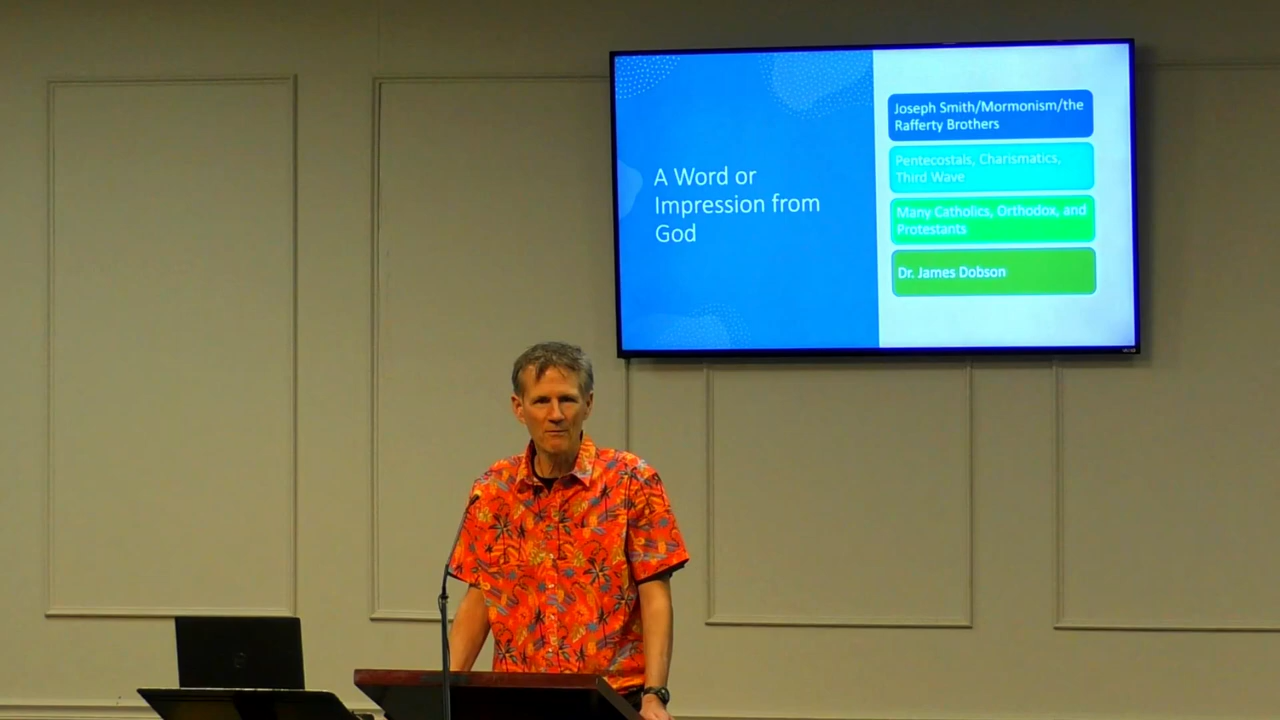 A Word or
Impression from
God
Joseph Smith/Mormonism/the
Rafferty Brothers
Pentecostals, Charismatics,
Third Wave
Many Catholics, Orthodox, and
Protestants
Dr. James Dobson